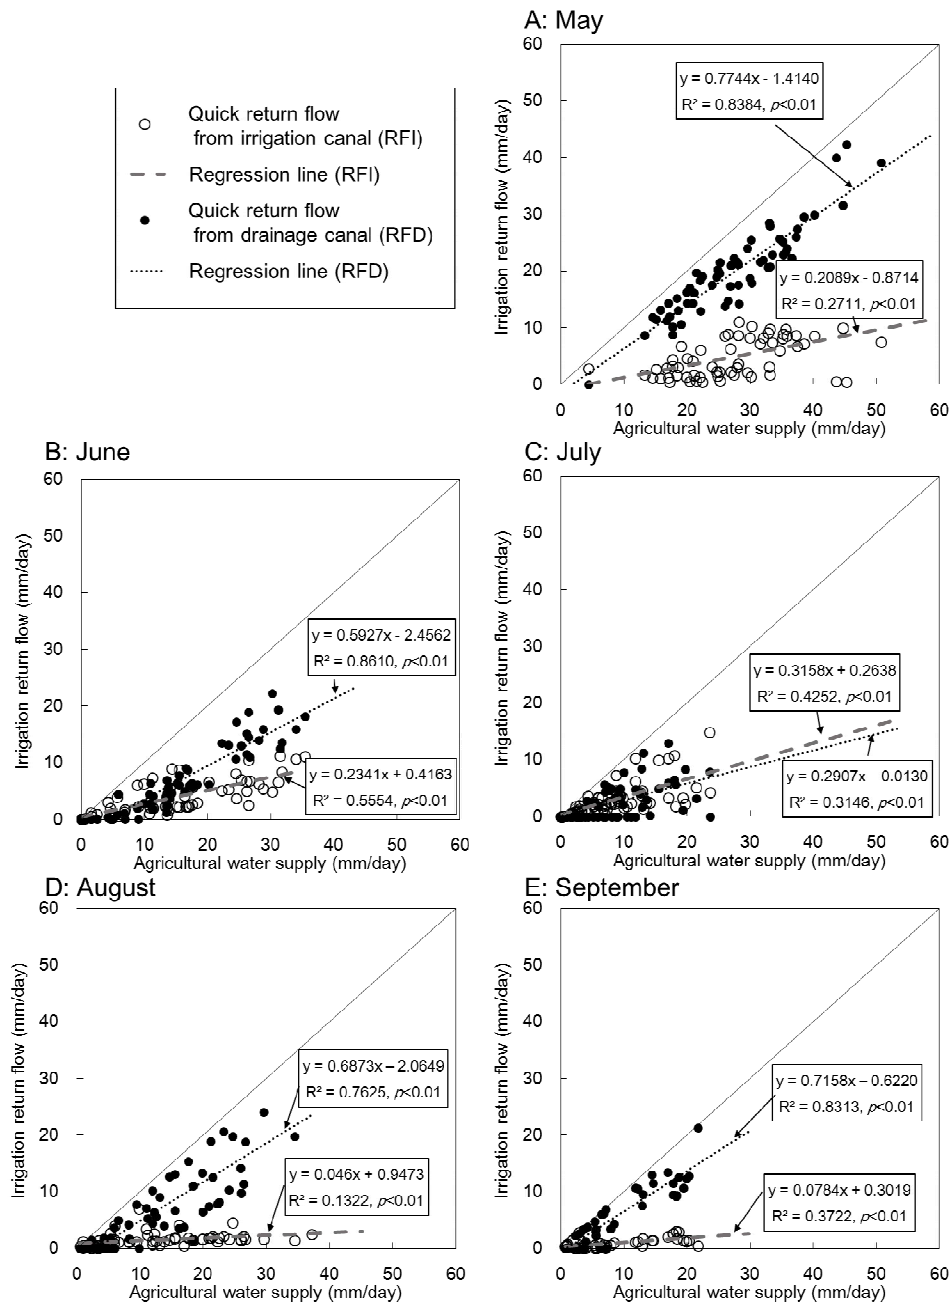 A: May
60
50
40
30
20
10
0
Irrigation return flow (mm/day)
y = 0.7744x - 1.4140
R² = 0.8384, p<0.01
y = 0.2089x - 0.8714
R² = 0.2711, p<0.01
0 10 20 30 40 50 60
Agricultural water supply (mm/day)
Quick return flow
from irrigation canal (RFI)
Regression line (RFI)
Quick return flow
from drainage canal (RFD)
Regression line (RFD)
B: June
60
50
40
30
20
10
0
Irrigation return flow (mm/day)
y = 0.5927x - 2.4562
R² = 0.8610, p<0.01
y = 0.2341x + 0.4163
R² = 0.5554, p<0.01
0 10 20 30 40 50 60
Agricultural water supply (mm/day)
C: July
60
50
40
30
20
10
0
Irrigation return flow (mm/day)
y = 0.3158x + 0.2638
R² = 0.4252, p<0.01
y = 0.2907x 0.0130
R² = 0.3146, p<0.01
0 10 20 30 40 50 60
Agricultural water supply (mm/day)
D: August
60
50
40
30
20
10
0
Irrigation return flow (mm/day)
y = 0.6873x – 2.0649
R² = 0.7625, p<0.01
y = 0.046x + 0.9473
R² = 0.1322, p<0.01
0 10 20 30 40 50 60
Agricultural water supply (mm/day)
E: September
60
50
40
30
20
10
0
Irrigation return flow (mm/day)
y = 0.7158x – 0.6220
R² = 0.8313, p<0.01
y = 0.0784x + 0.3019
R² = 0.3722, p<0.01
0 10 20 30 40 50 60
Agricultural water supply (mm/day)